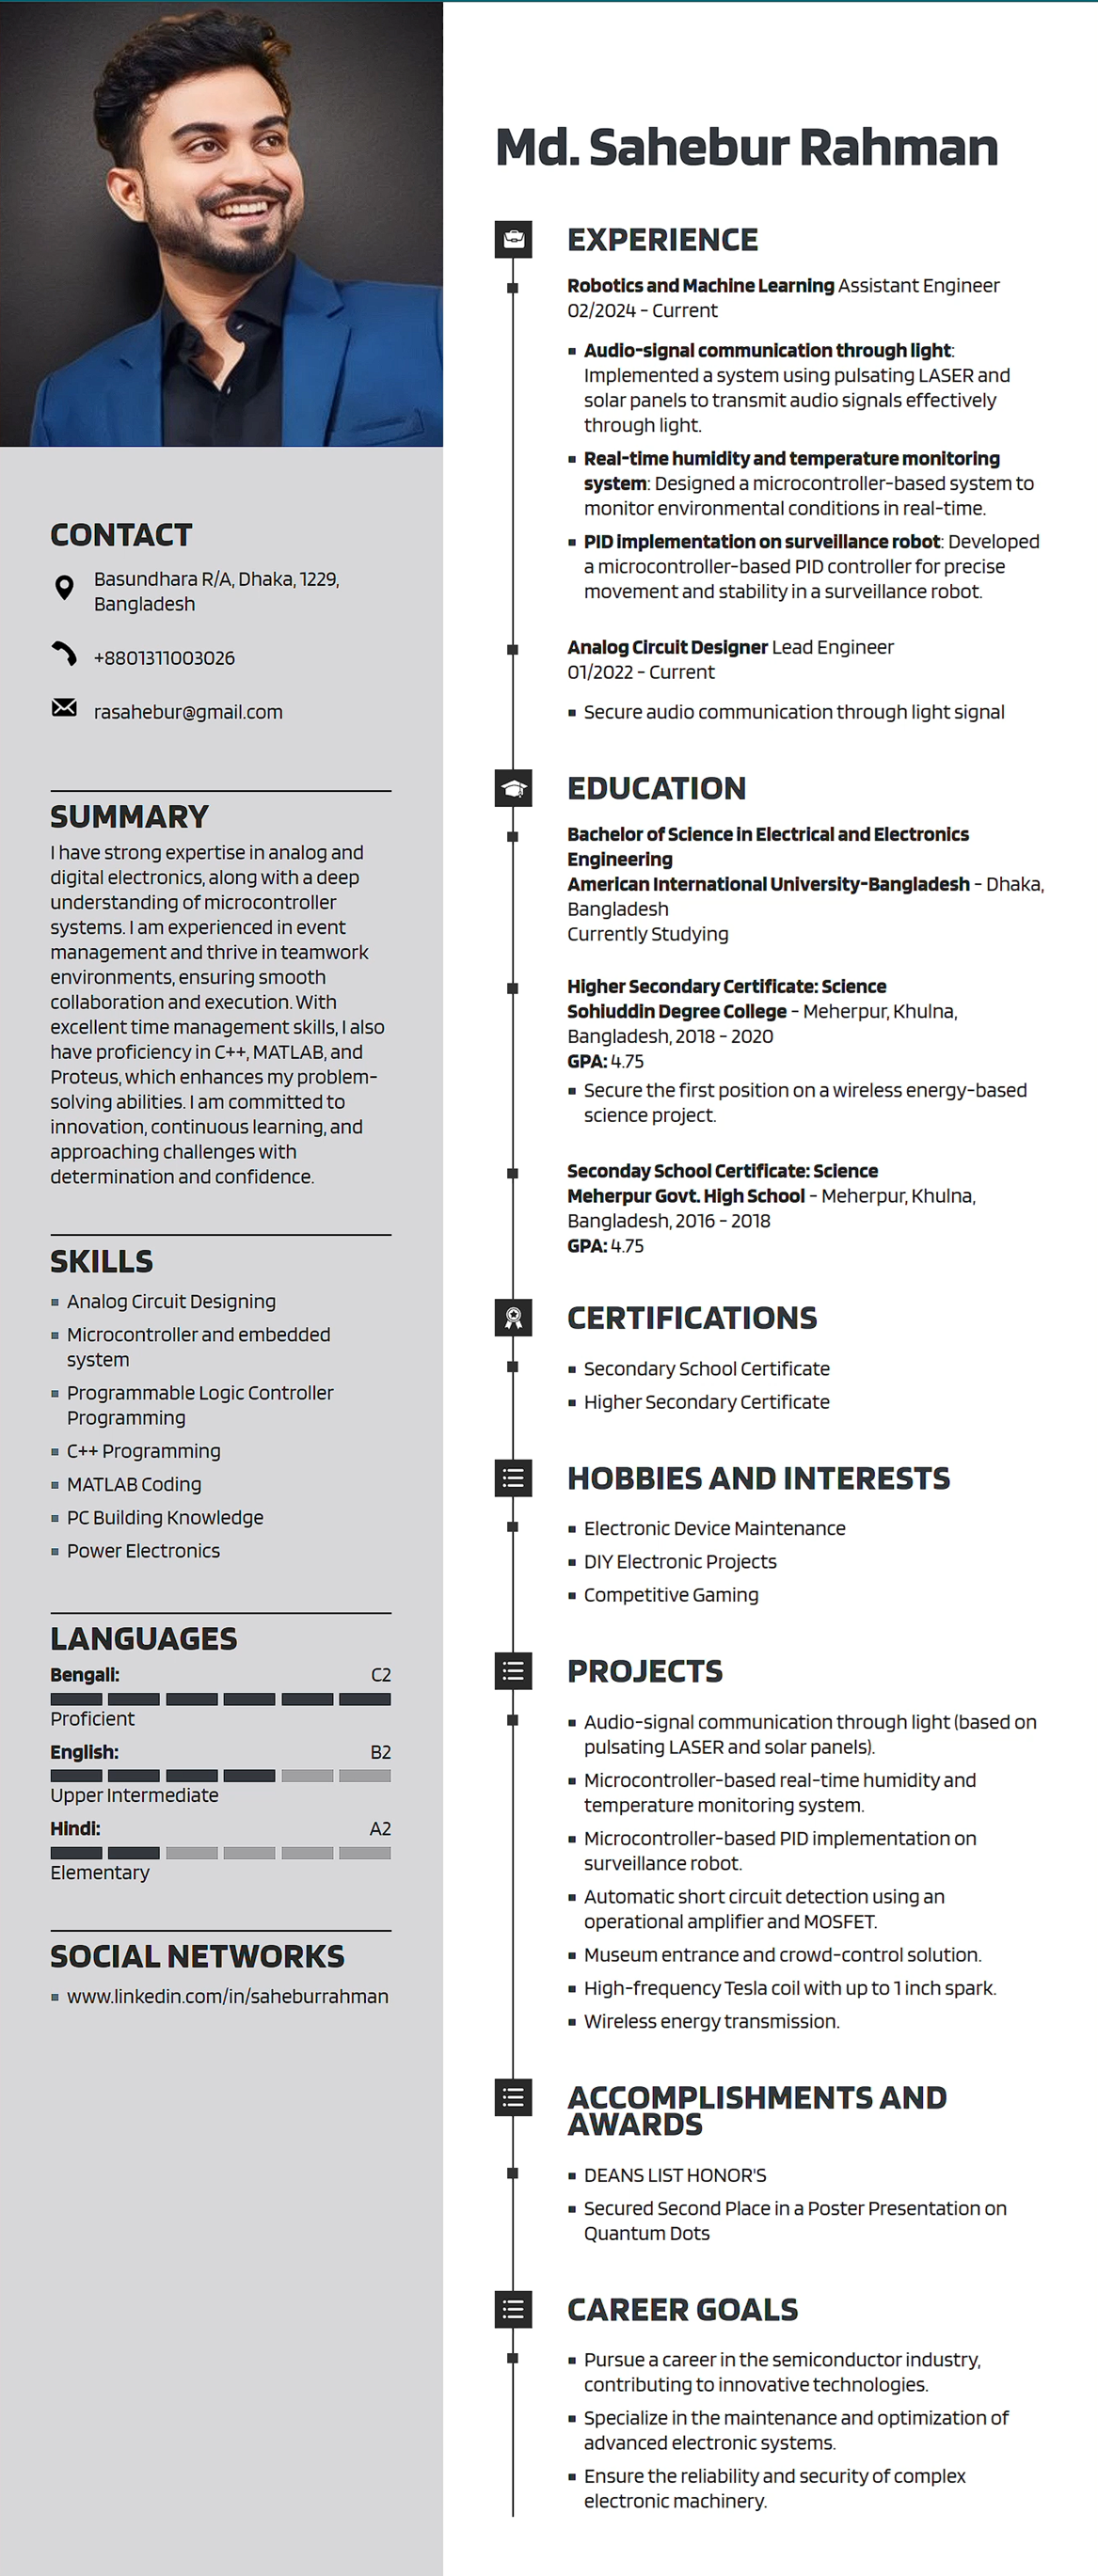 Md. Sahebur Rahman
CONTACT
Basundhara R/A, Dhaka, 1229,
Bangladesh
+8801311003026
rasahebur@gmail.com
SUMMARY
I have strong expertise in analog and
digital electronics, along with a deep
understanding of microcontroller
systems. I am experienced in event
management and thrive in teamwork
environments, ensuring smooth
collaboration and execution. With
excellent time management skills, I also
have proficiency in C++, MATLAB, and
Proteus, which enhances my problem-
solving abilities. I am committed to
innovation, continuous learning, and
approaching challenges with
determination and confidence.
SKILLS
Analog Circuit Designing
Microcontroller and embedded
system
Programmable Logic Controller
Programming
C++ Programming
MATLAB Coding
PC Building Knowledge
Power Electronics
LANGUAGES
Bengali: C2
Proficient
English: B2
Upper Intermediate
Hindi: A2
Elementary
SOCIAL NETWORKS
www.linkedin.com/in/saheburrahman
EXPERIENCE
Robotics and Machine Learning Assistant Engineer
02/2024 - Current
Audio-signal communication through light:
Implemented a system using pulsating LASER and
solar panels to transmit audio signals effectively
through light.
Real-time humidity and temperature monitoring
system: Designed a microcontroller-based system to
monitor environmental conditions in real-time.
PID implementation on surveillance robot: Developed
a microcontroller-based PID controller for precise
movement and stability in a surveillance robot.
Analog Circuit Designer Lead Engineer
01/2022 - Current
Secure audio communication through light signal
EDUCATION
Bachelor of Science in Electrical and Electronics
Engineering
American International University-Bangladesh - Dhaka,
Bangladesh
Currently Studying
Higher Secondary Certificate: Science
Sohiuddin Degree College - Meherpur, Khulna,
Bangladesh, 2018 - 2020
GPA: 4.75
Secure the first position on a wireless energy-based
science project.
Seconday School Certificate: Science
Meherpur Govt. High School - Meherpur, Khulna,
Bangladesh, 2016 - 2018
GPA: 4.75
CERTIFICATIONS
Secondary School Certificate
Higher Secondary Certificate
HOBBIES AND INTERESTS
Electronic Device Maintenance
DIY Electronic Projects
Competitive Gaming
PROJECTS
Audio-signal communication through light (based on
pulsating LASER and solar panels).
Microcontroller-based real-time humidity and
temperature monitoring system.
Microcontroller-based PID implementation on
surveillance robot.
Automatic short circuit detection using an
operational amplifier and MOSFET.
Museum entrance and crowd-control solution.
High-frequency Tesla coil with up to 1 inch spark.
Wireless energy transmission.
ACCOMPLISHMENTS AND
AWARDS
DEANS LIST HONOR'S
Secured Second Place in a Poster Presentation on
Quantum Dots
CAREER GOALS
Pursue a career in the semiconductor industry,
contributing to innovative technologies.
Specialize in the maintenance and optimization of
advanced electronic systems.
Ensure the reliability and security of complex
electronic machinery.